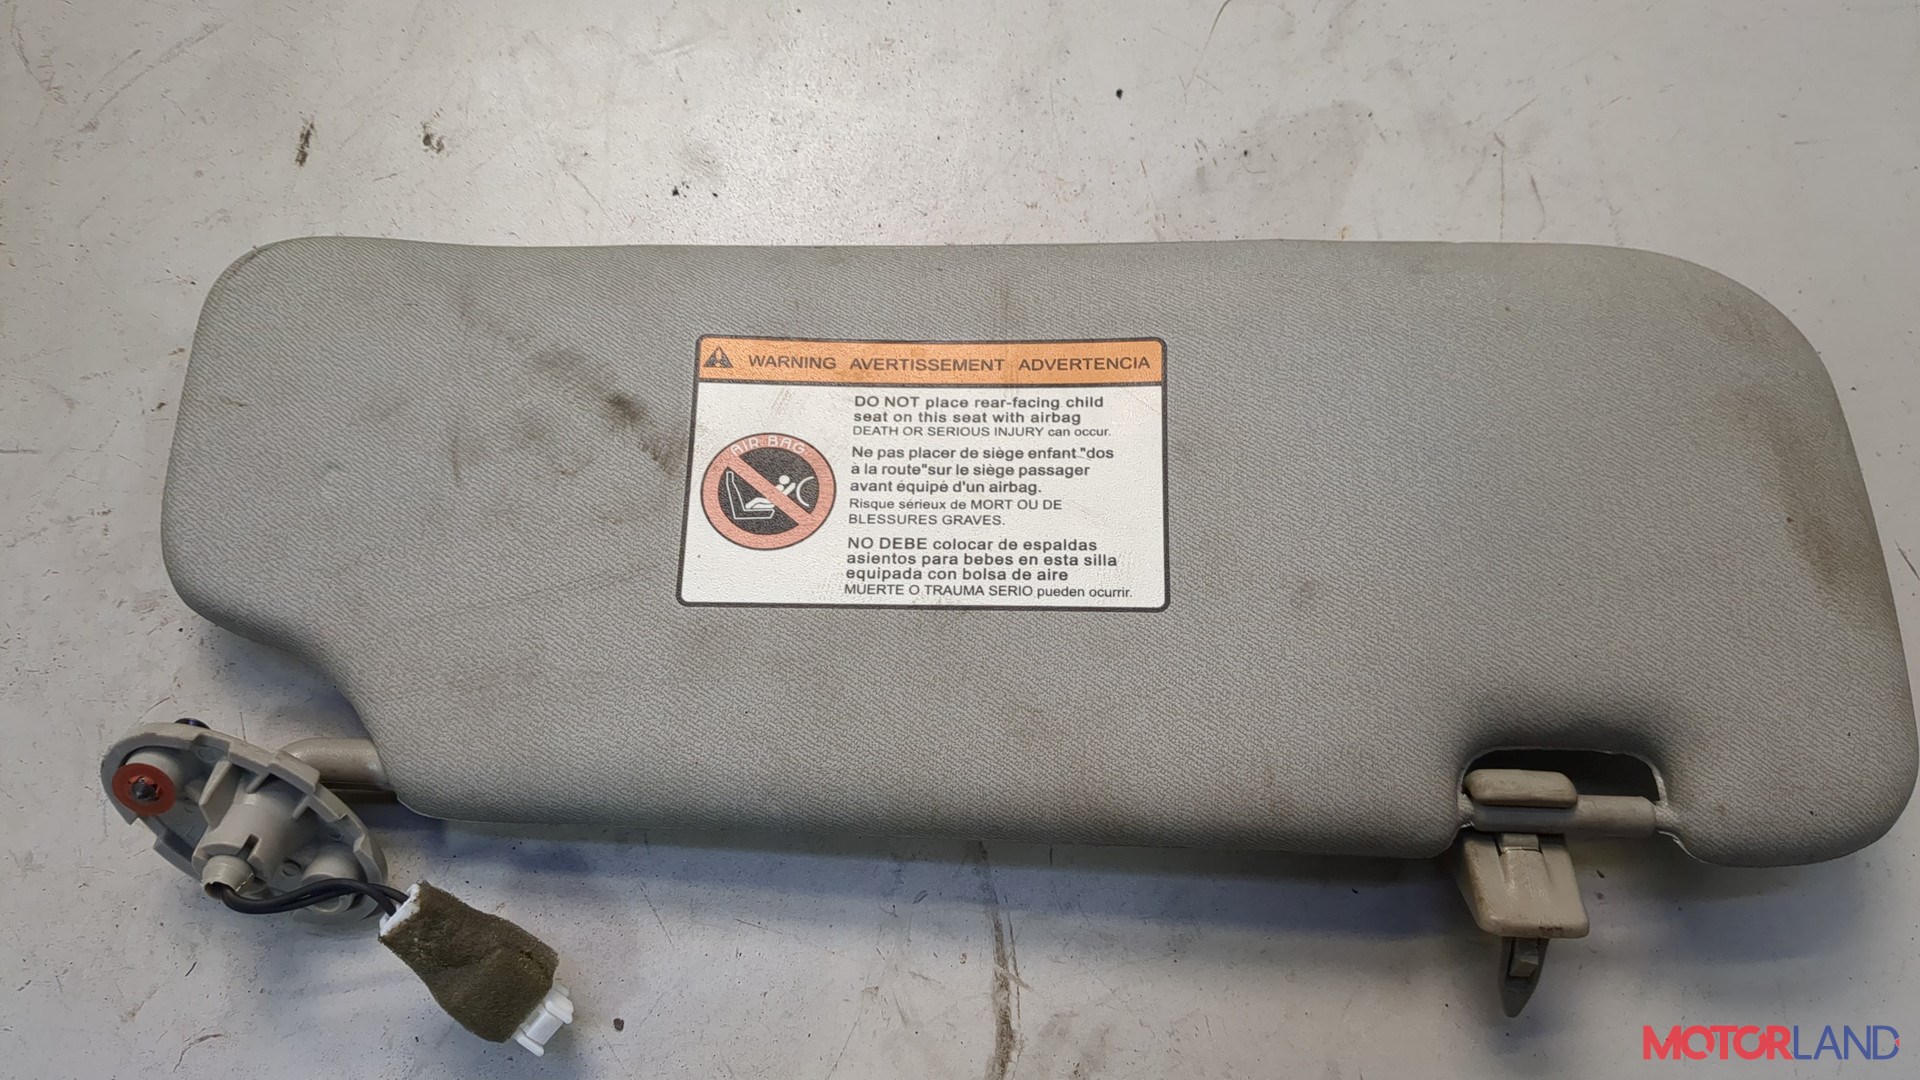 WARNING AVERTISSEMENT ADVERTENCIA
AIR BAG
DO NOT place rear-facing child
seat on this seat with airbag
DEATH OR SERIOUS INJURY can occur.
Ne pas placer de siège enfant "dos
à la route"sur le siège passager
avant équipé d'un airbag.
Risque sérieux de MORT OU DE
BLESSURES GRAVES.
NO DEBE colocar de espaldas
asientos para bebes en esta silla
equipada con bolsa de aire
MUERTE O TRAUMA SERIO pueden ocurrir.
MOTORLAND